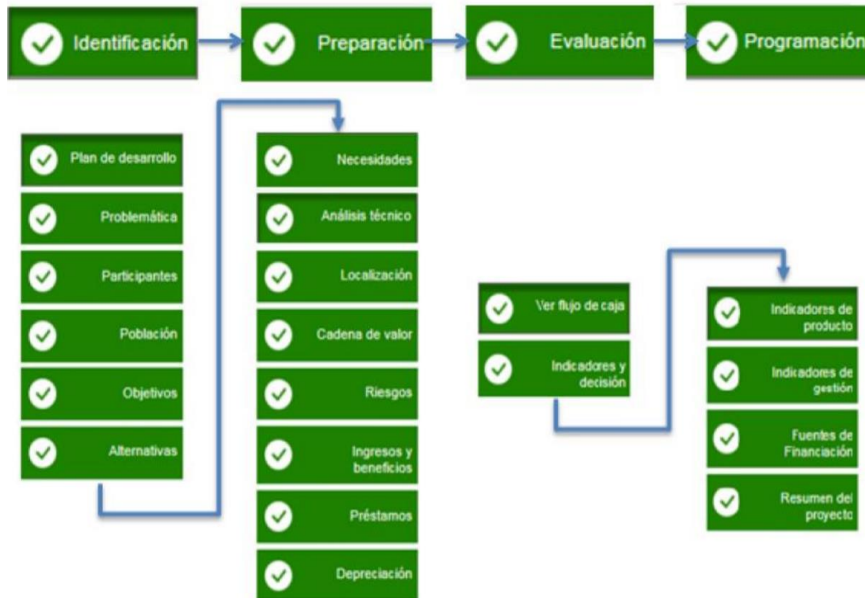 Identificación
Preparación
Evaluación
Programación
Plan de desarrollo
Problemática
Participantes
Población
Objetivos
Alternativas
Necesidades
Análisis técnico
Localización
Cadena de valor
Riesgos
Ingresos y
beneficios
Préstamos
Depreciación
Ver flujo de caja
Indicadores y
decisión
Indicadores de
producto
Indicadores de
gestión
Fuentes de
Financiación
Resumen del
proyecto